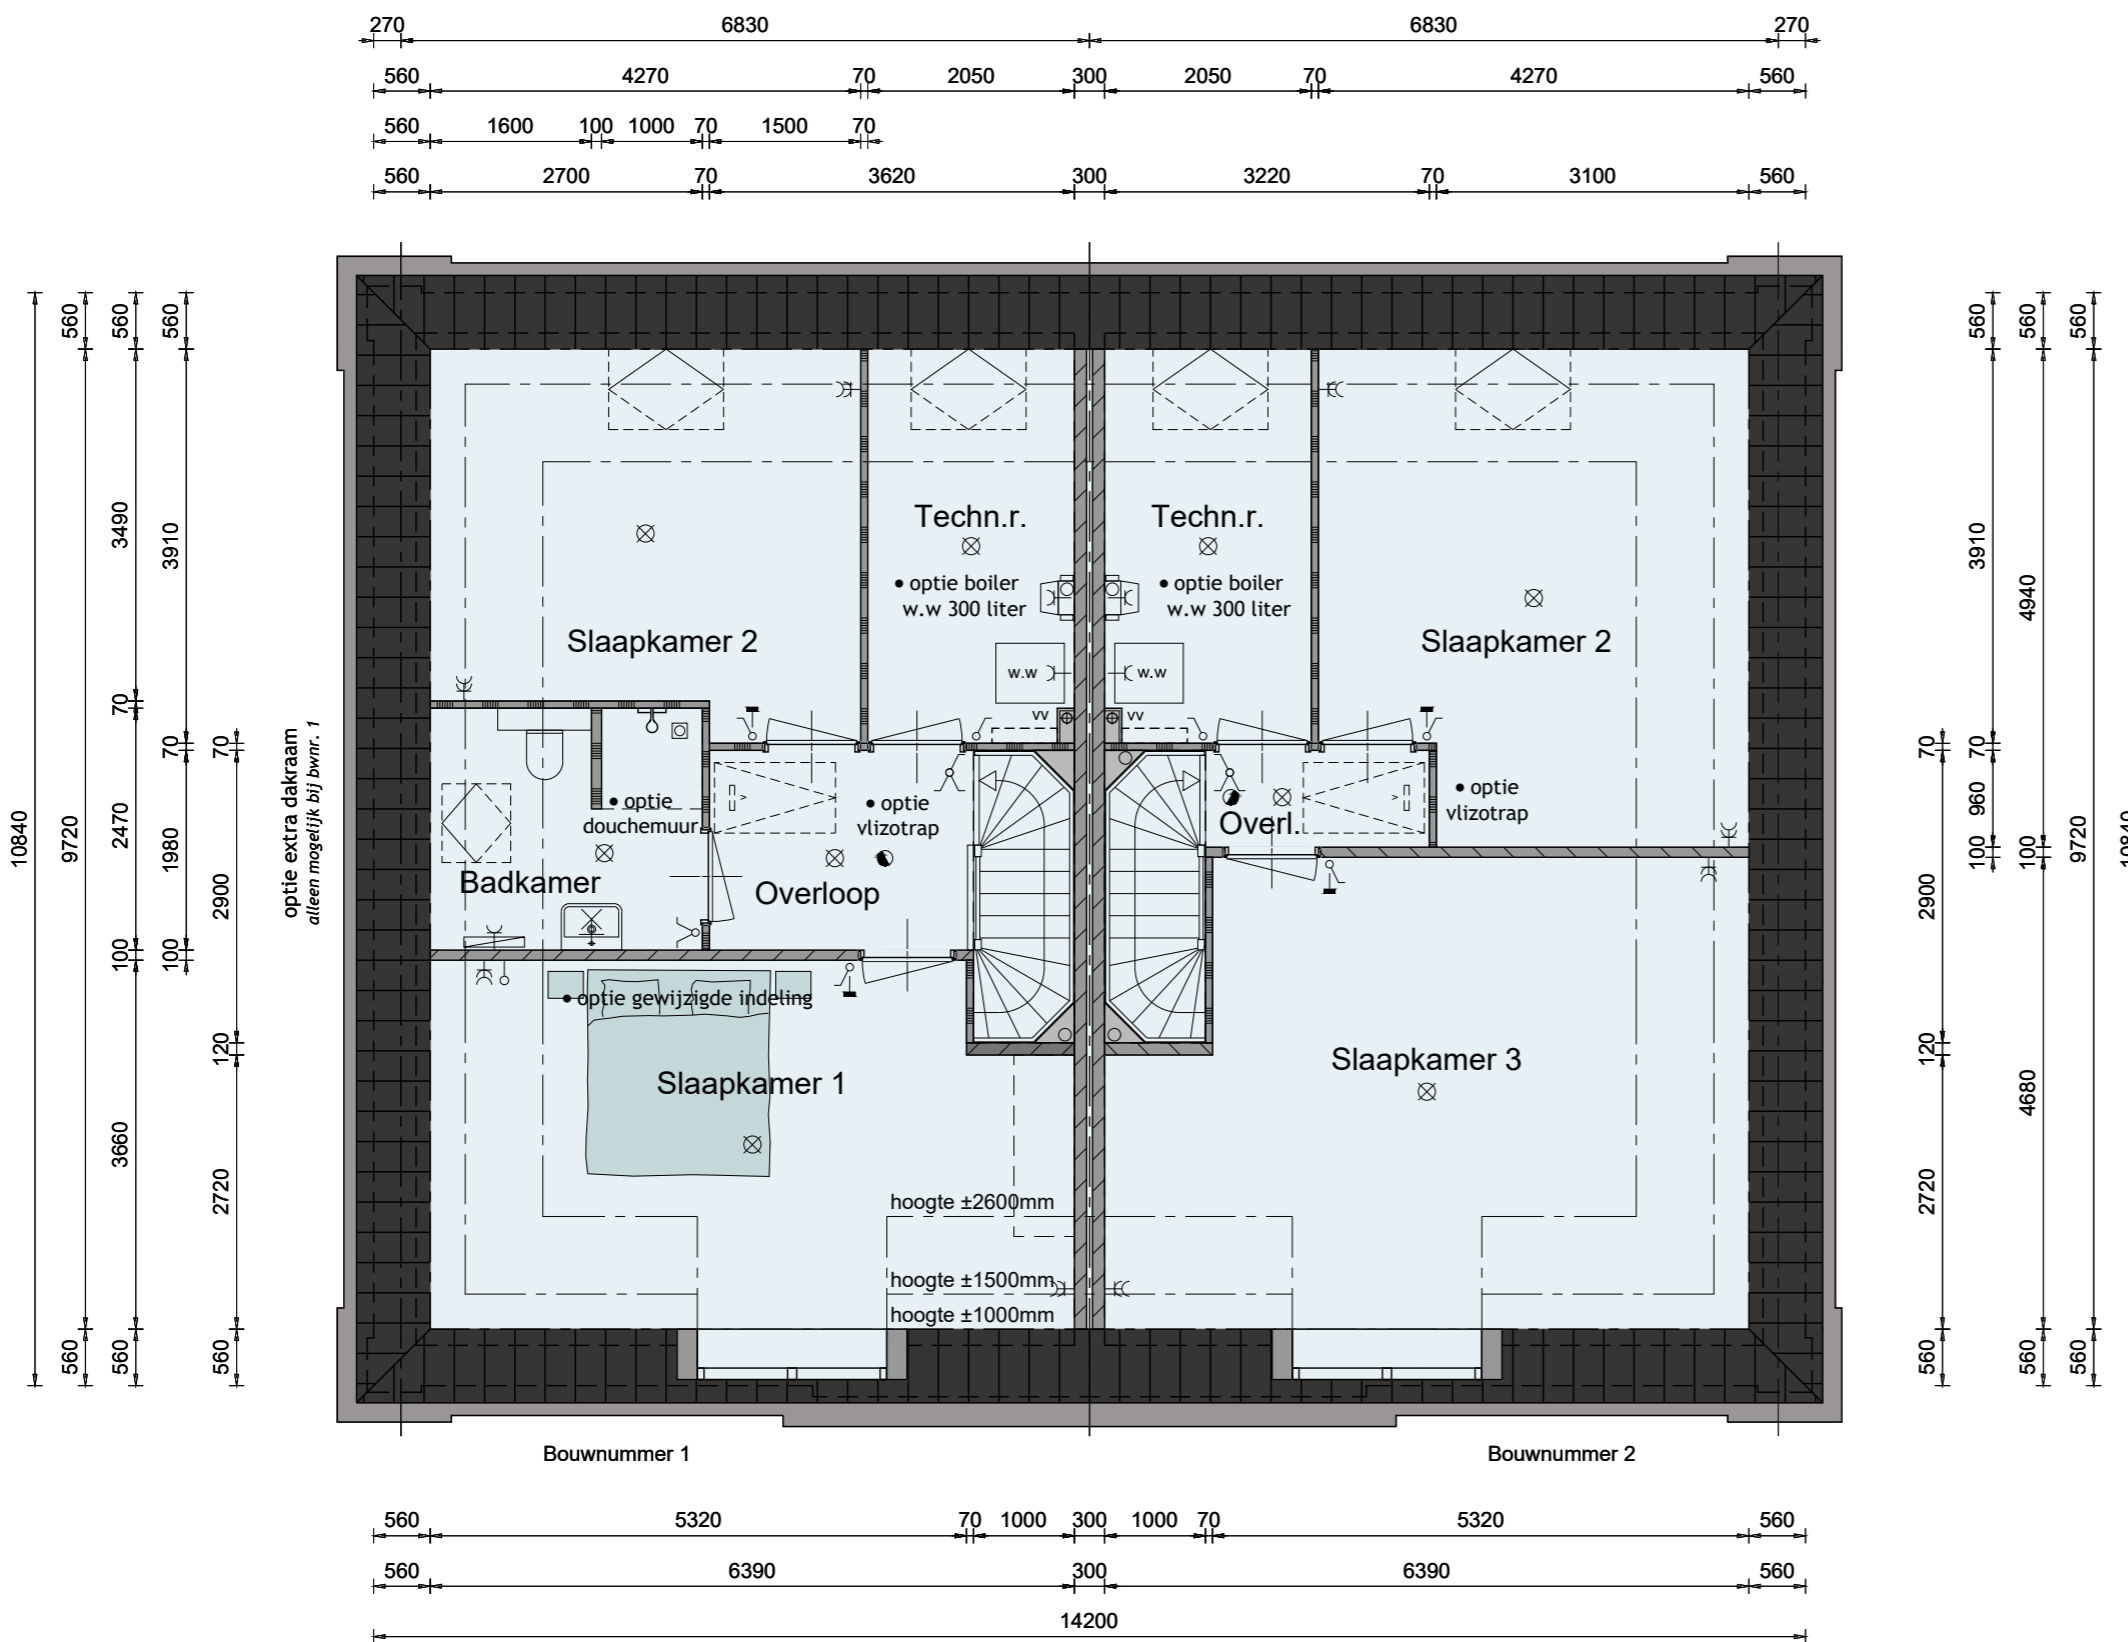 270 6830 6830 270
560 4270 70 2050 300 2050 70 4270 560
560 1600 100 1000 70 1500 70
560 2700 70 3620 300 3220 70 3100 560
10840
560 9720 560
560 3490 70 2470 100 3660 560
560 3910 70 1980 100
70 2900 120 2720 560
optie extra dakraam
alleen mogelijk bij bwnr. 1
Techn.r.
• optie boiler
w.w 300 liter
Slaapkamer 2
w.w
vv
• optie
douchemuur
• optie
vlizotrap
Badkamer
Overloop
• optie gewijzigde indeling
Slaapkamer 1
hoogte ±2600mm
hoogte ±1500mm
hoogte ±1000mm
Techn.r.
• optie boiler
w.w 300 liter
Slaapkamer 2
w.w
vv
• optie
vlizotrap
Overl.
Slaapkamer 3
70 2900 120 2720 560
560 3910 70 960 100
560 4940 100 4680 560
560 9720 560
10840
Bouwnummer 1
Bouwnummer 2
560 5320 70 1000 300 1000 70 5320 560
560 6390 300 6390 560
14200